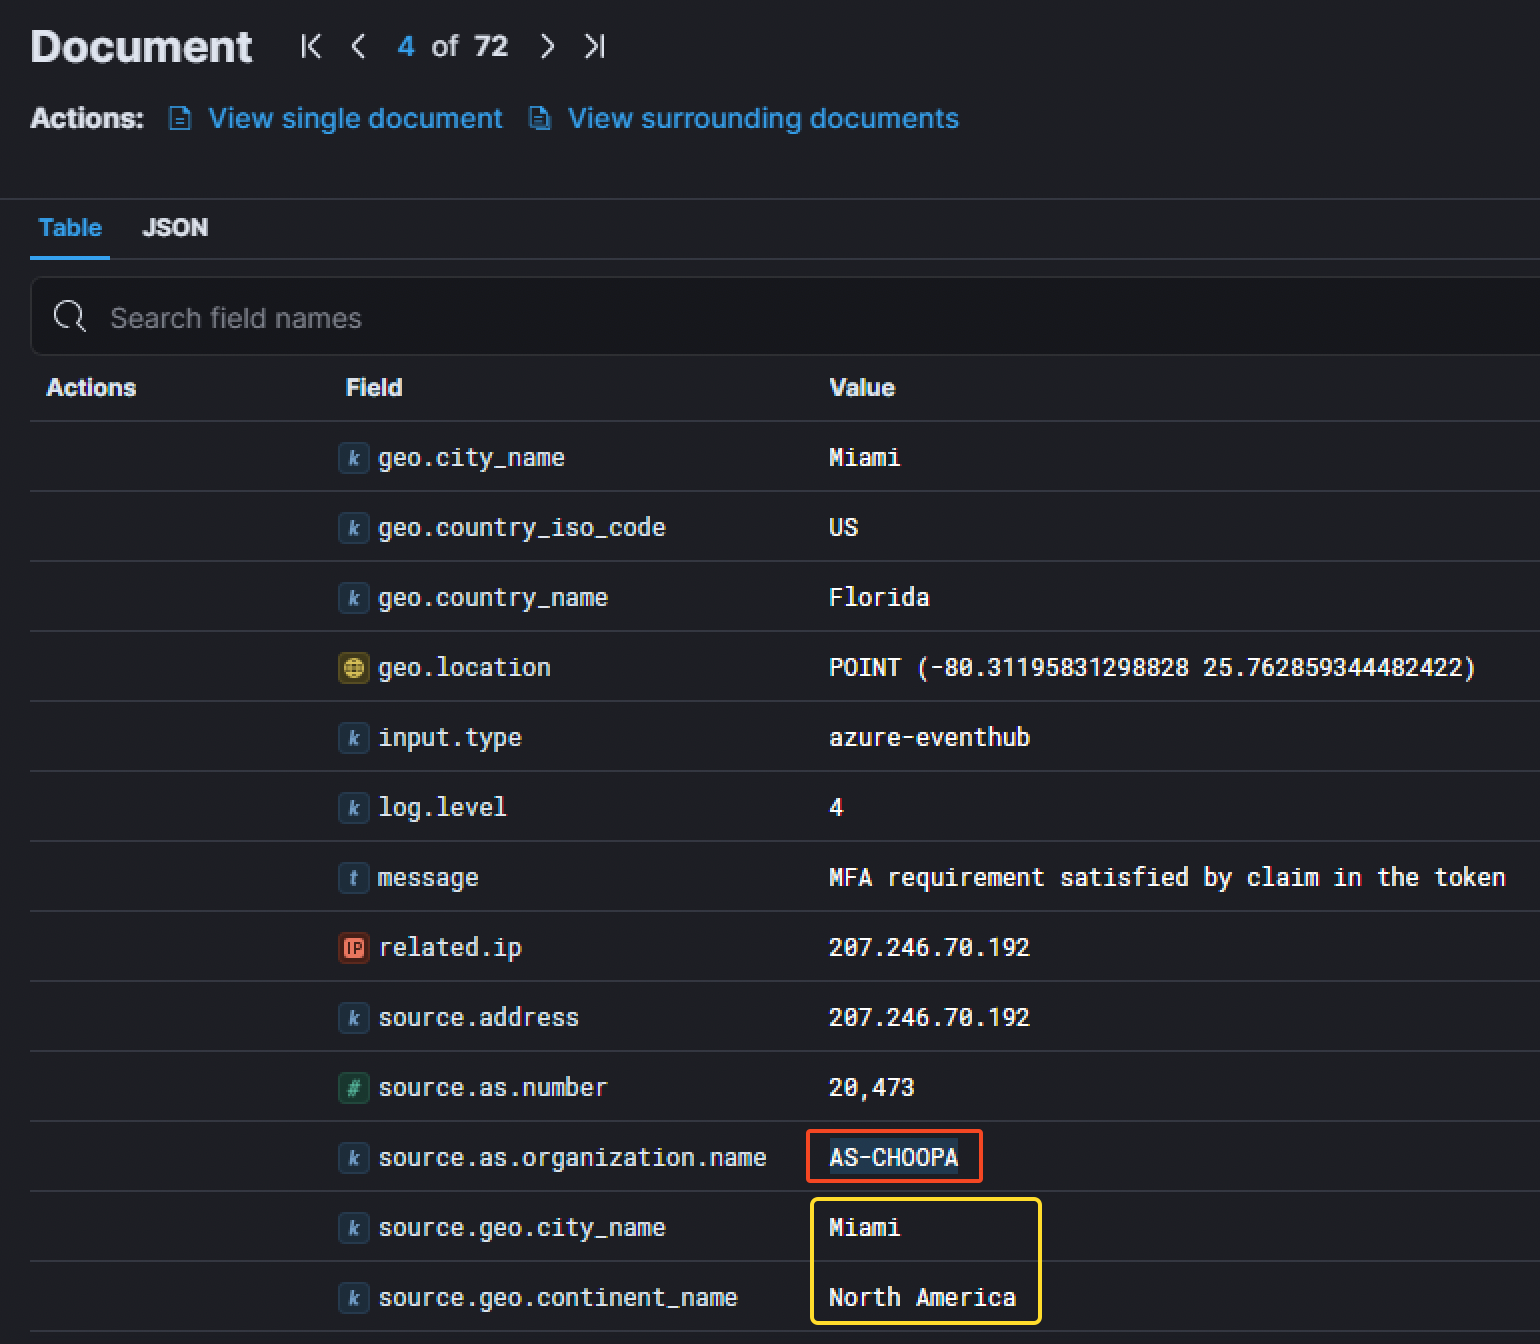 Document 4 of 72
Actions: View single document View surrounding documents
Table JSON
Search field names
Actions Field Value
k geo.city_name Miami
k geo.country_iso_code US
k geo.country_name Florida
geo.location POINT (-80.31195831298828 25.762859344482422)
k input.type azure-eventhub
k log.level 4
t message MFA requirement satisfied by claim in the token
IP related.ip 207.246.70.192
k source.address 207.246.70.192
# source.as.number 20,473
k source.as.organization.name AS-CHOOPA
k source.geo.city_name Miami
k source.geo.continent_name North America